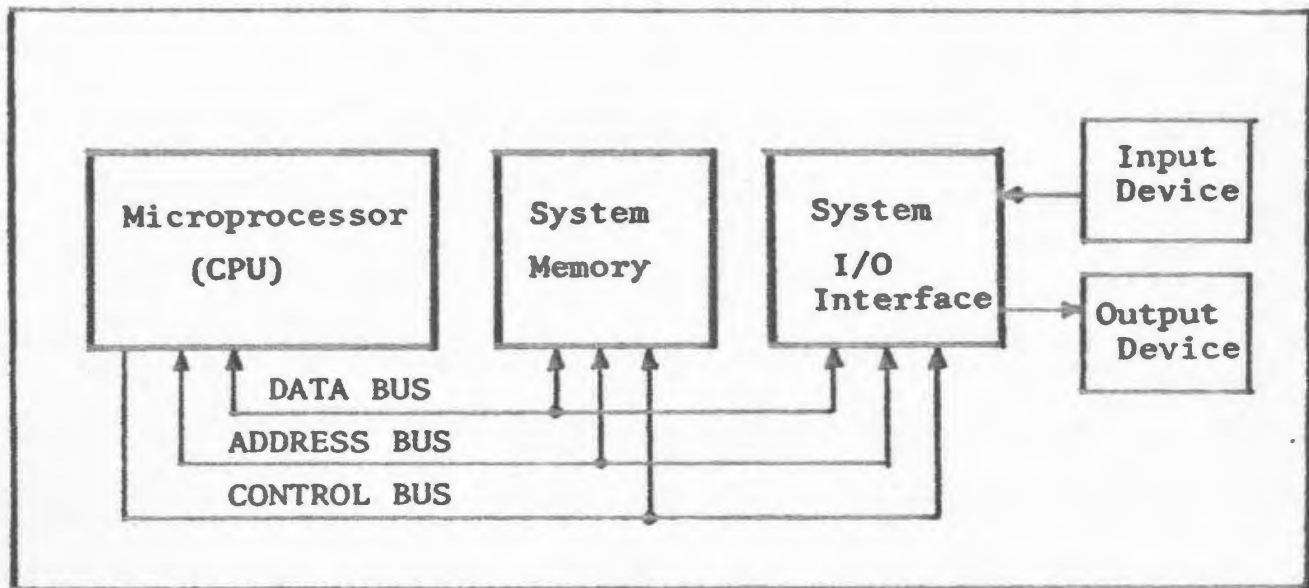 Microprocessor
(CPU)
System
Memory
System
I/O
Interface
Input
Device
Output
Device
DATA BUS
ADDRESS BUS
CONTROL BUS